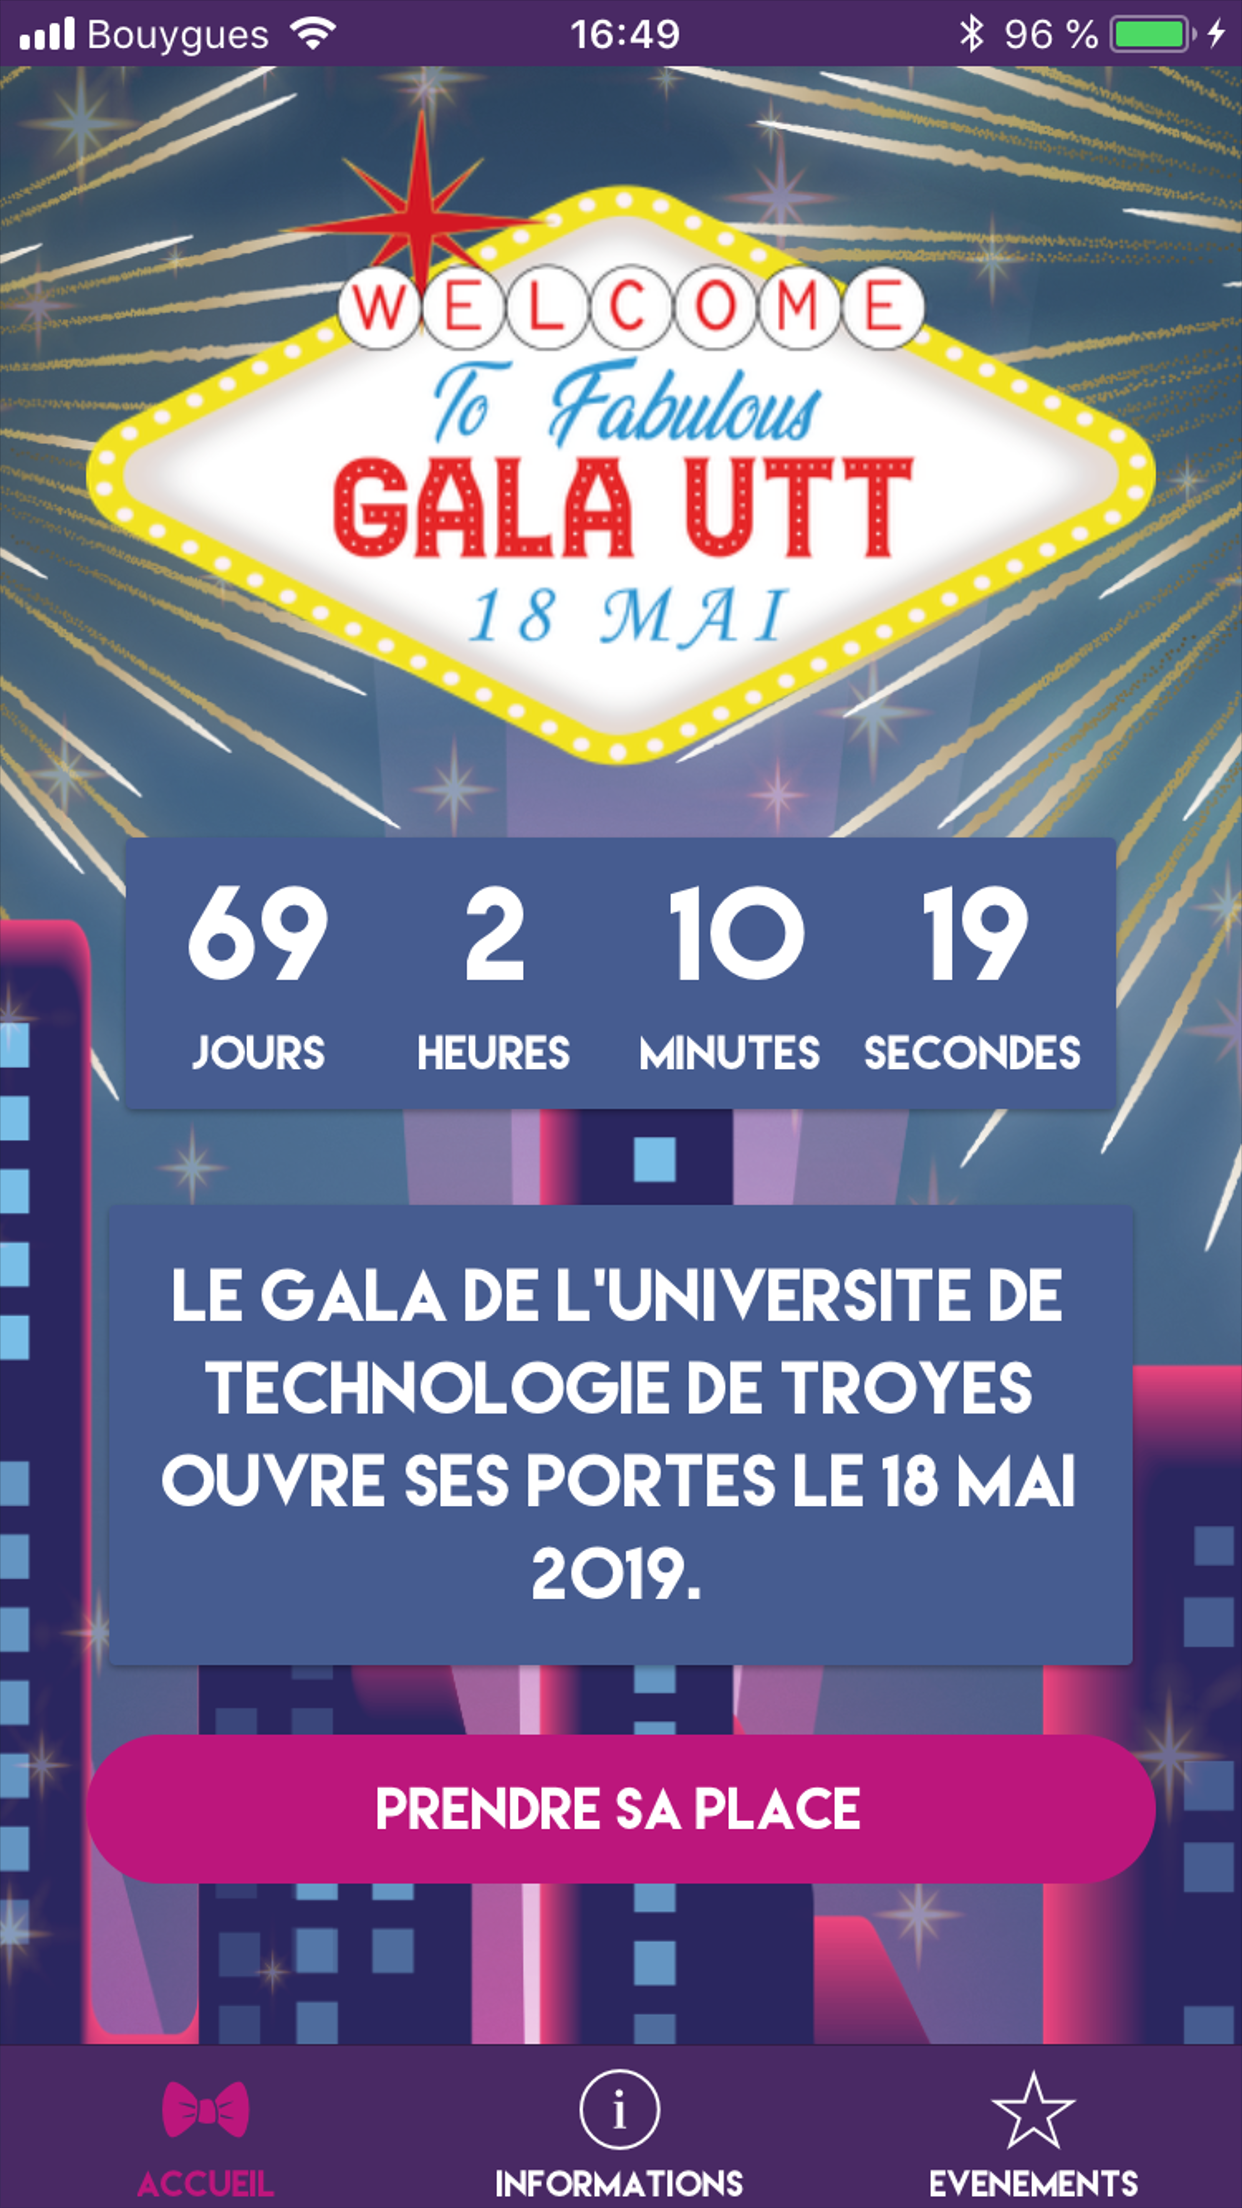 Bouygues 16:49 96 %
WELCOME
To Fabulous
GALA UTT
18 MAI
69 2 10 19
JOURS HEURES MINUTES SECONDES
LE GALA DE L'UNIVERSITE DE
TECHNOLOGIE DE TROYES
OUVRE SES PORTES LE 18 MAI
2019.
PRENDRE SA PLACE
i
ACCUEIL INFORMATIONS EVENEMENTS